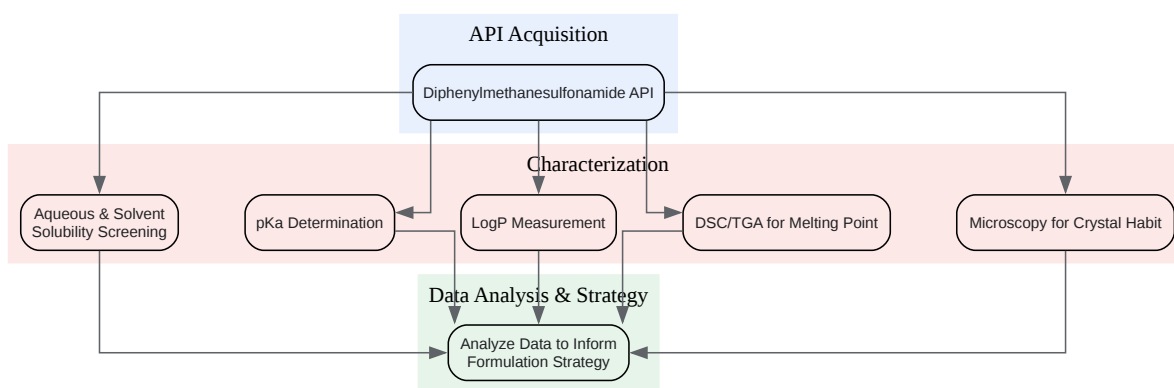 API Acquisition
Diphenylmethanesulfonamide API
Characterization
Aqueous & Solvent
Solubility Screening
pKa Determination
LogP Measurement
DSC/TGA for Melting Point
Microscopy for Crystal Habit
Data Analysis & Strategy
Analyze Data to Inform
Formulation Strategy